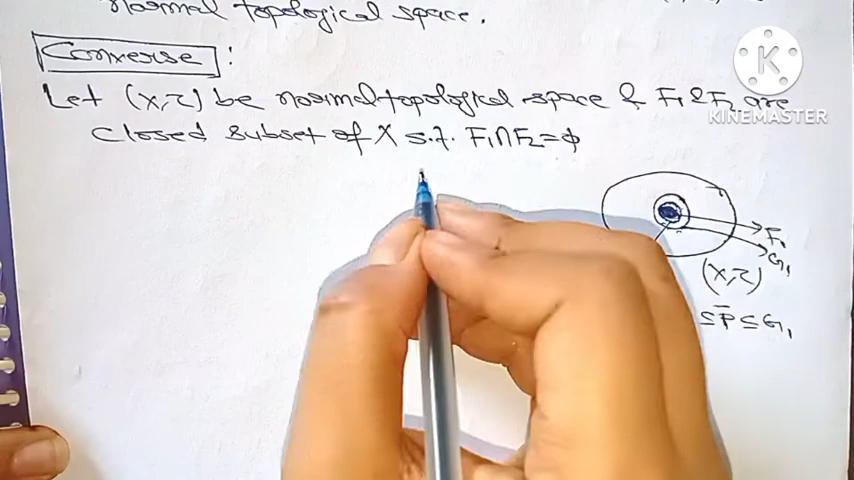 normal topological space.
Converse :
Let (X,τ) be normal topological space & F₁ & F₂ are
closed subset of X s.t. F₁∩F₂=ϕ
F₁
G₁
(X,τ)
⊆P̅⊆G₁
K
KINEMASTER